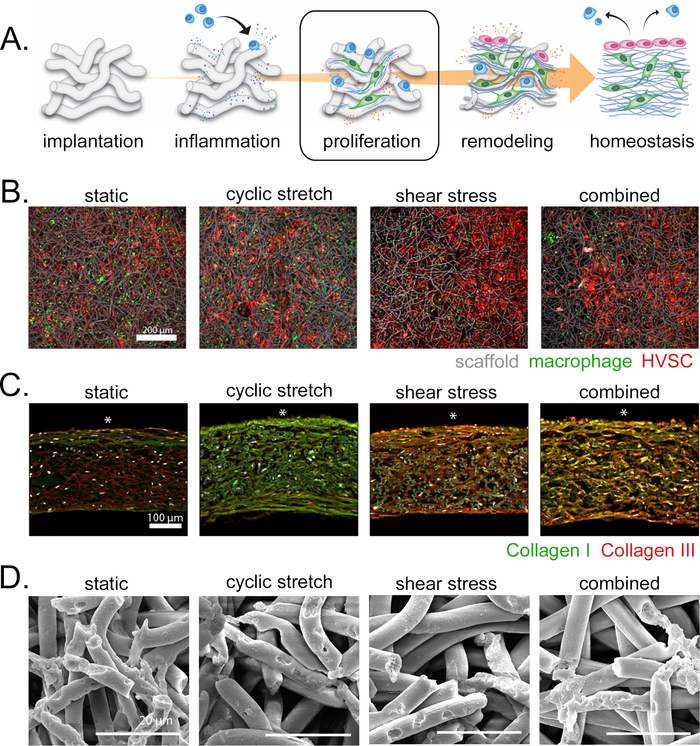 A.
implantation inflammation proliferation remodeling homeostasis
B.
static cyclic stretch shear stress combined
200 µm
scaffold macrophage HVSC
C.
static cyclic stretch shear stress combined
* * * *
100 µm
Collagen I Collagen III
D.
static cyclic stretch shear stress combined
20 µm